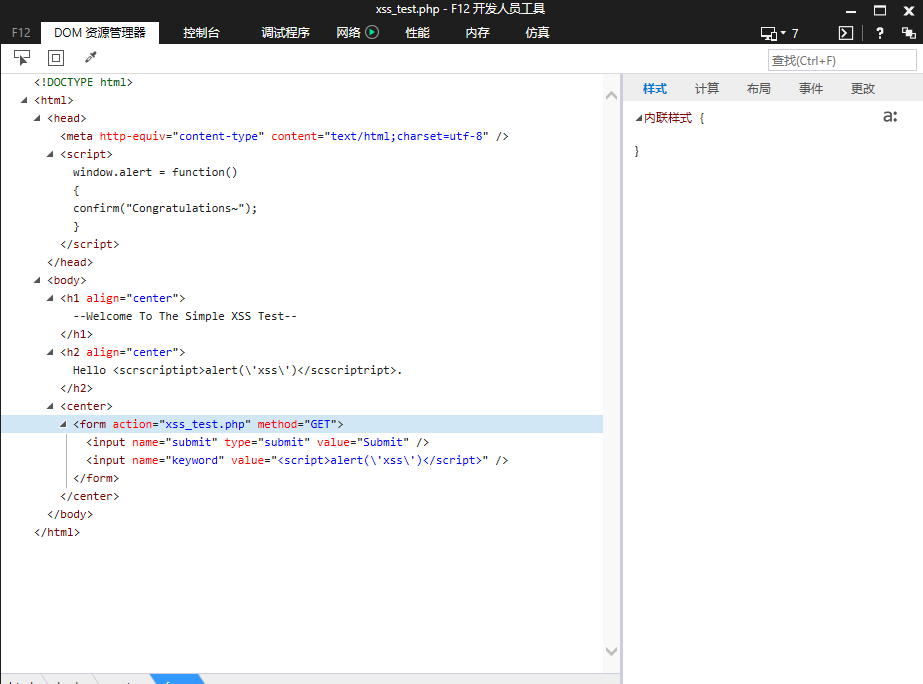 xss_test.php - F12 开发人员工具
F12 DOM 资源管理器 控制台 调试程序 网络 性能 内存 仿真 7 ?
查找(Ctrl+F)
<!DOCTYPE html>
<html>
<head>
<meta http-equiv="content-type" content="text/html;charset=utf-8" />
<script>
window.alert = function()
{
confirm("Congratulations~");
}
</script>
</head>
<body>
<h1 align="center">
--Welcome To The Simple XSS Test--
</h1>
<h2 align="center">
Hello <scrscriptipt>alert(\'xss\')</scscriptript>.
</h2>
<center>
<form action="xss_test.php" method="GET">
<input name="submit" type="submit" value="Submit" />
<input name="keyword" value="<script>alert(\'xss\')</script>" />
</form>
</center>
</body>
</html>
样式 计算 布局 事件 更改
内联样式 {
a:
}